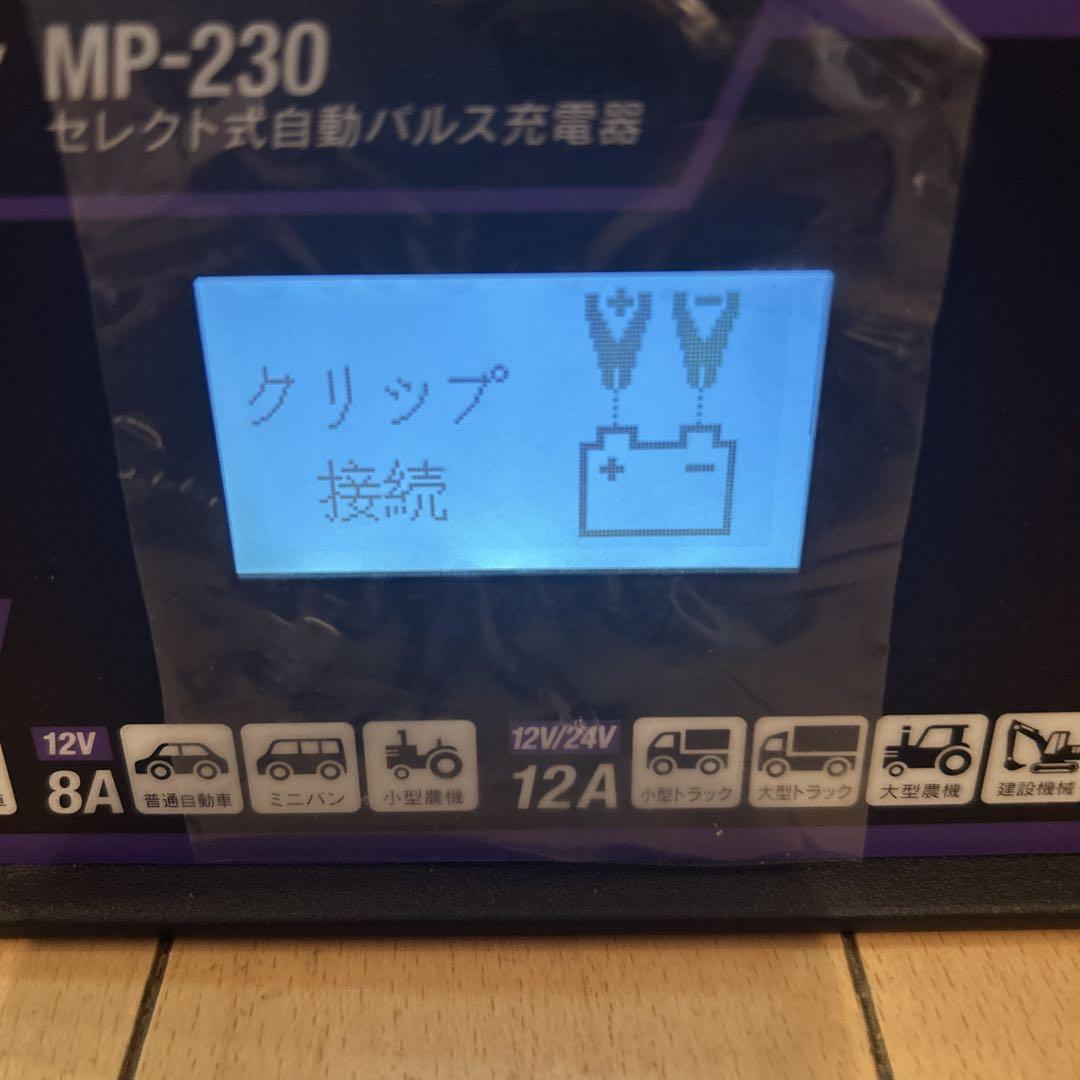 MP-230
セレクト式自動パルス充電器
クリップ
接続
12V
8A
普通自動車
ミニバン
小型農機
12V/24V
12A
小型トラック
大型トラック
大型農機
建設機械